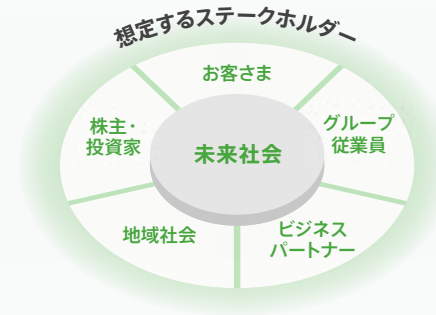 想定するステークホルダー
お客さま
株主・
投資家
グループ
従業員
未来社会
地域社会
ビジネス
パートナー